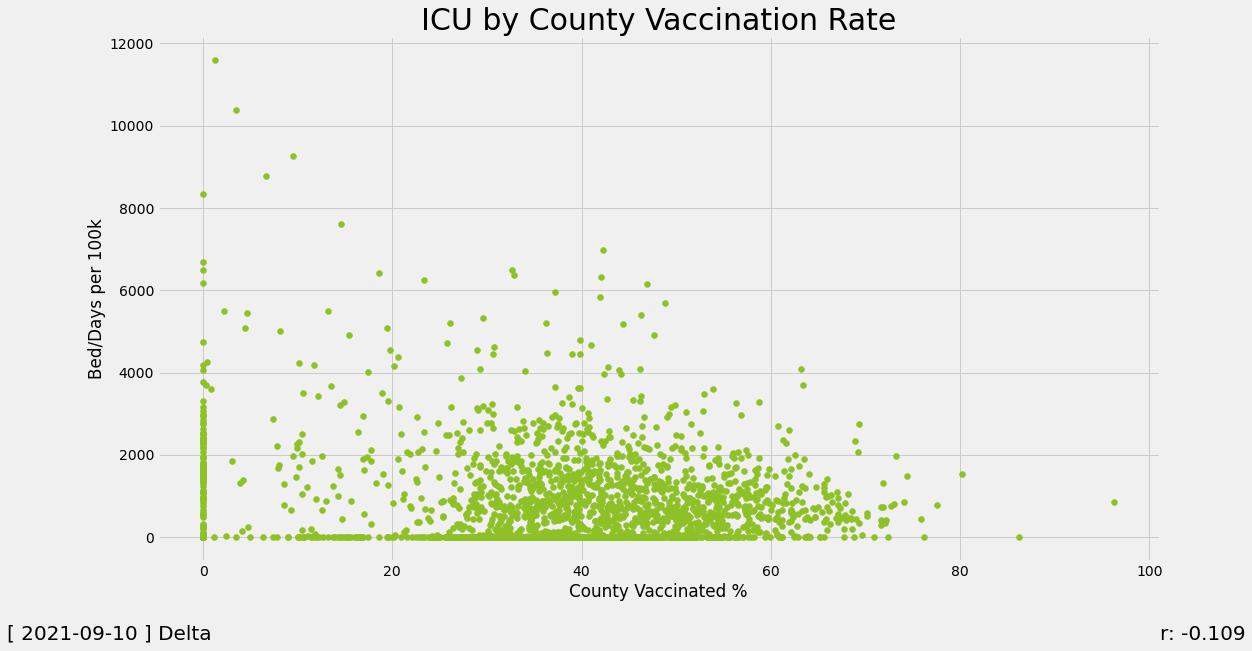 ICU by County Vaccination Rate
12000
10000
8000
6000
4000
2000
0
Bed/Days per 100k
0 20 40 60 80 100
County Vaccinated %
[ 2021-09-10 ] Delta
r: -0.109